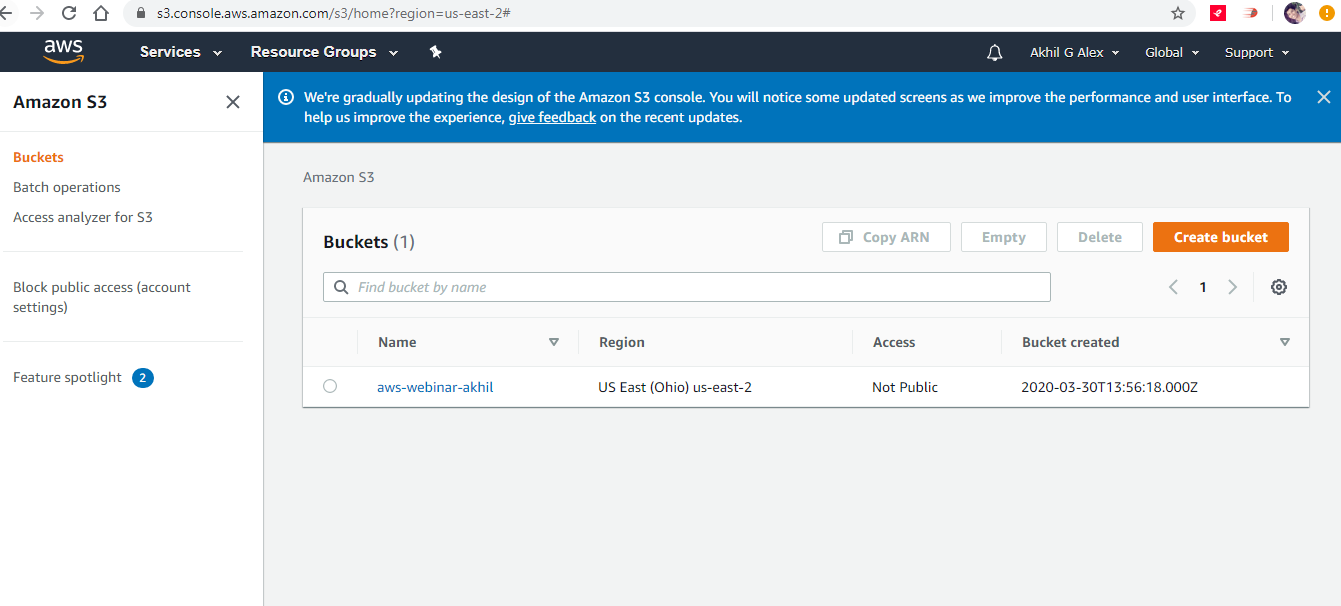 s3.console.aws.amazon.com/s3/home?region=us-east-2#
aws Services Resource Groups Akhil G Alex Global Support
Amazon S3
We're gradually updating the design of the Amazon S3 console. You will notice some updated screens as we improve the performance and user interface. To
help us improve the experience, give feedback on the recent updates.
Buckets
Batch operations
Access analyzer for S3
Block public access (account
settings)
Feature spotlight 2
Amazon S3
Buckets (1) Copy ARN Empty Delete Create bucket
Find bucket by name 1
Name Region Access Bucket created
aws-webinar-akhil US East (Ohio) us-east-2 Not Public 2020-03-30T13:56:18.000Z